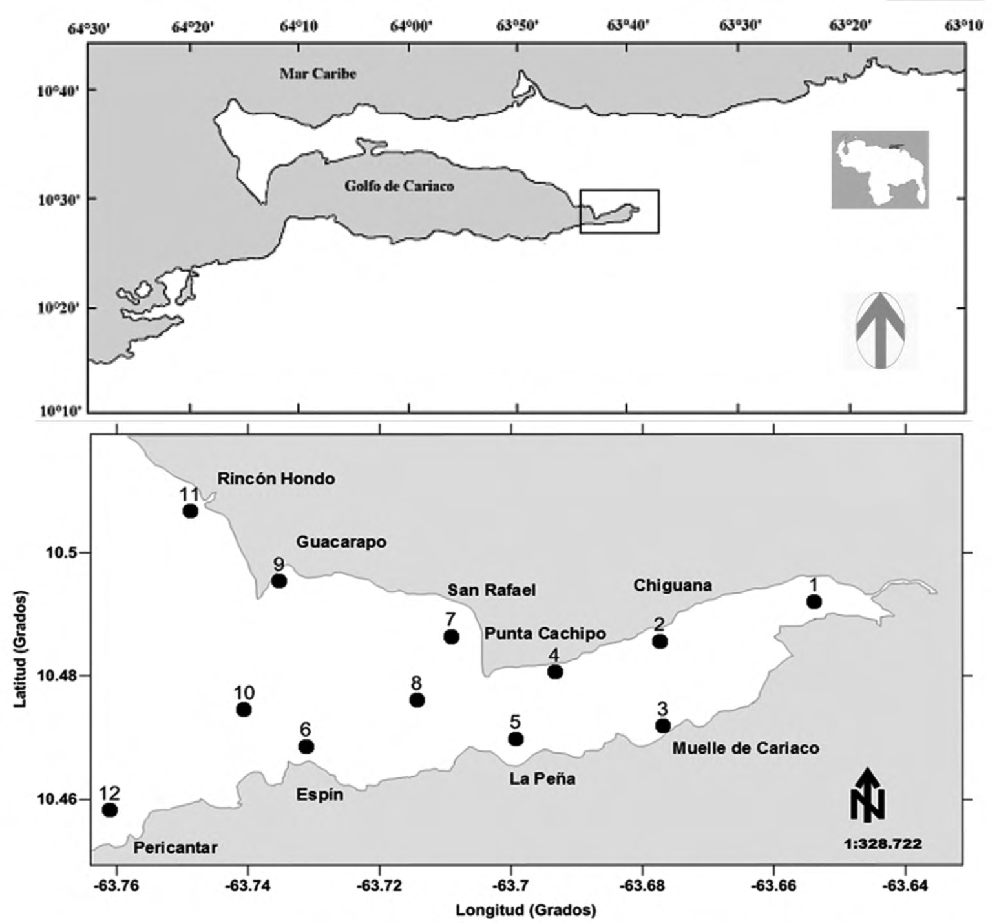 64°30' 64°20' 64°10 64°00' 63°50' 63°40' 63°30' 63°20' 63°10
Mar Caribe
10°40'
Golfo de Cariaco
10°30'
10°20'
10°10'
Rincón Hondo
11
Guacarapo
10.5
9
San Rafael
Chiguana
1
7
Punta Cachipo
2
4
10.48
8
10
3
5
6
Muelle de Cariaco
La Peña
Espín
12
10.46
Pericantar
N
1:328.722
Latitud (Grados)
-63.76 -63.74 -63.72 -63.7 -63.68 -63.66 -63.64
Longitud (Grados)